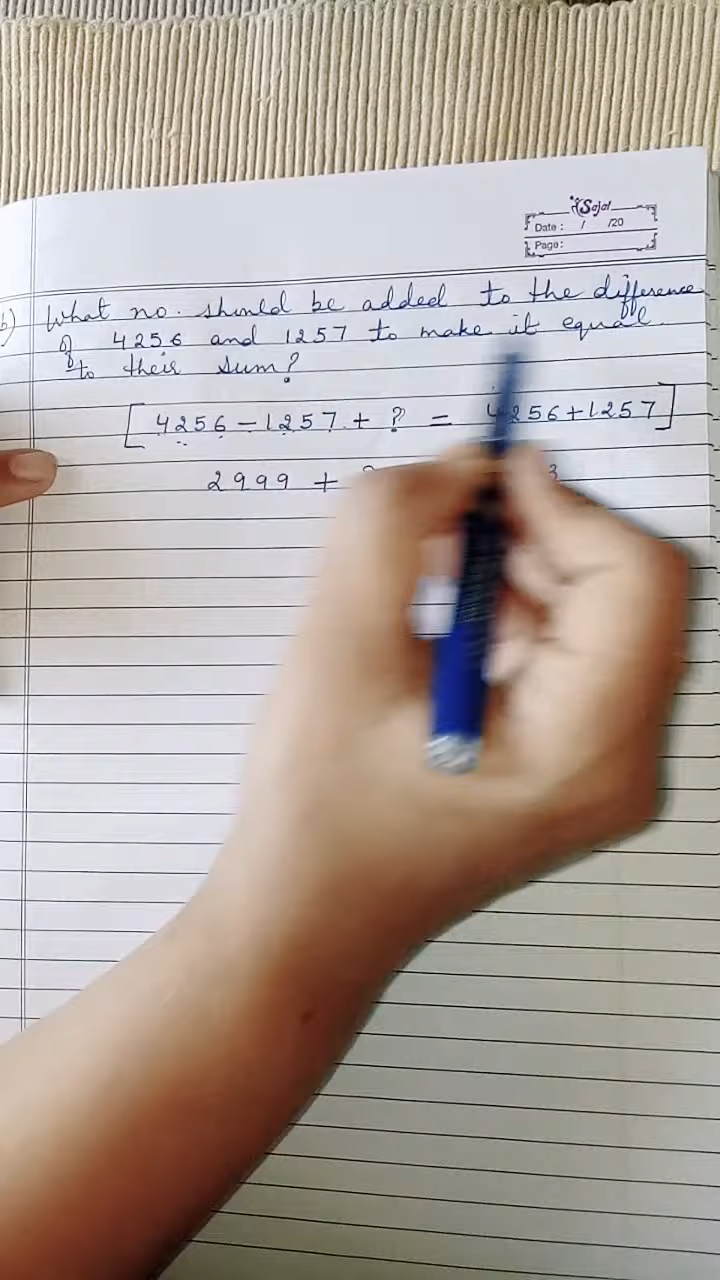 Sajal
Date : / /20
Page:
b) What no. should be added to the difference
of 4256 and 1257 to make it equal
to their sum?
[ 4256 - 1257 + ? = 4256 + 1257 ]
2999 + 3